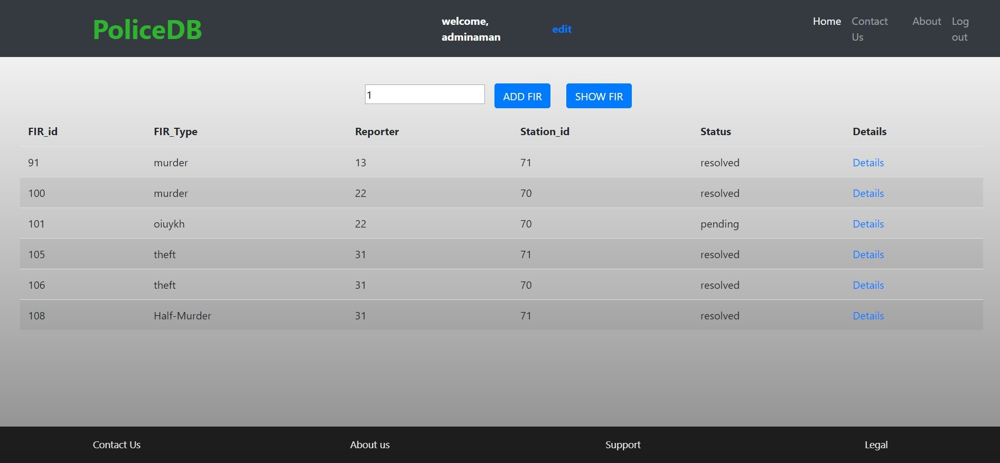 PoliceDB
welcome,
adminaman
edit
Home
Contact
Us
About
Log
out
1
ADD FIR
SHOW FIR
FIR_id FIR_Type Reporter Station_id Status Details
91 murder 13 71 resolved Details
100 murder 22 70 resolved Details
101 oiuykh 22 70 pending Details
105 theft 31 71 resolved Details
106 theft 31 70 resolved Details
108 Half-Murder 31 71 resolved Details
Contact Us About us Support Legal